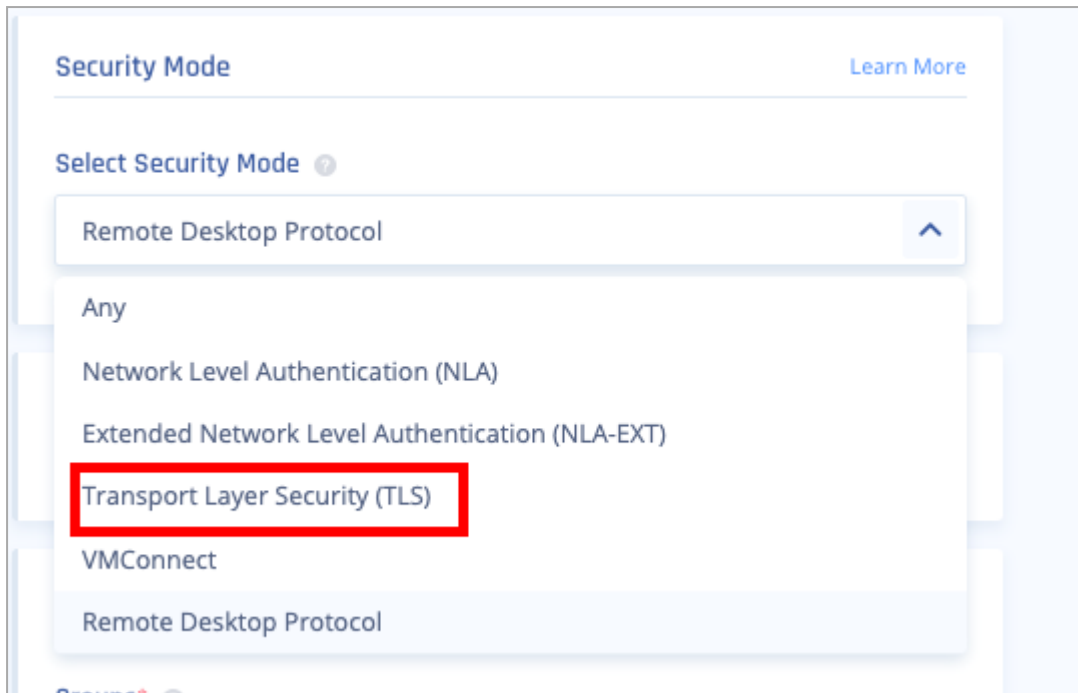 Security Mode
Learn More
Select Security Mode ?
Remote Desktop Protocol
Any
Network Level Authentication (NLA)
Extended Network Level Authentication (NLA-EXT)
Transport Layer Security (TLS)
VMConnect
Remote Desktop Protocol